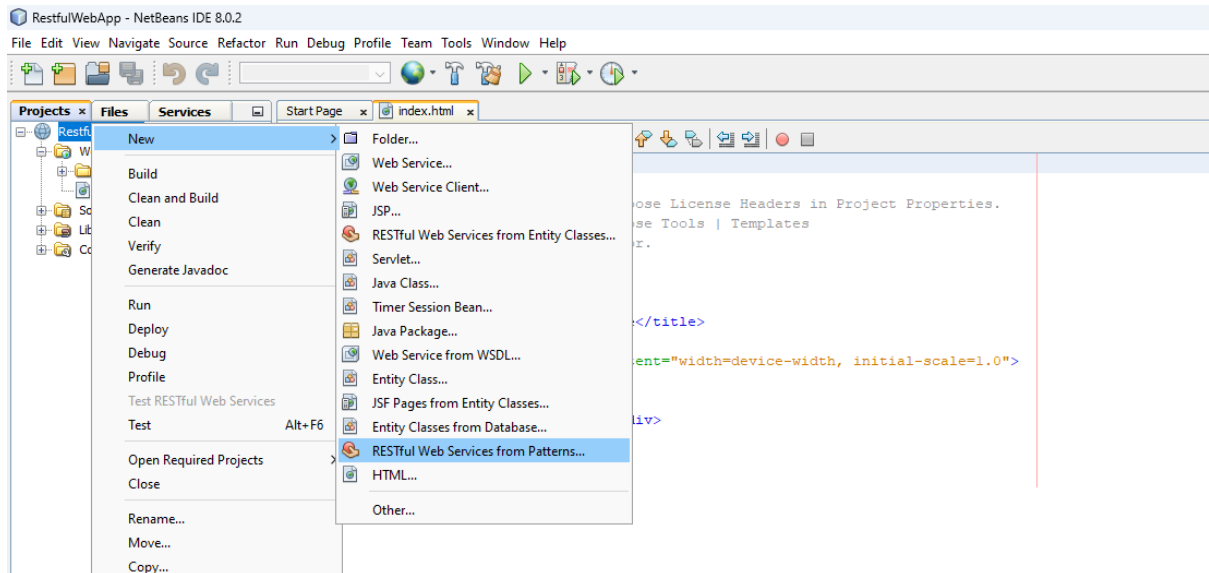 RestfulWebApp - NetBeans IDE 8.0.2
File Edit View Navigate Source Refactor Run Debug Profile Team Tools Window Help
Projects x Files Services Start Page x index.html x
Restfu
W
So
Lib
Co
New >
Build
Clean and Build
Clean
Verify
Generate Javadoc
Run
Deploy
Debug
Profile
Test RESTful Web Services
Test Alt+F6
Open Required Projects >
Close
Rename...
Move...
Copy...
Folder...
Web Service...
Web Service Client...
JSP...
RESTful Web Services from Entity Classes...
Servlet...
Java Class...
Timer Session Bean...
Java Package...
Web Service from WSDL...
Entity Class...
JSF Pages from Entity Classes...
Entity Classes from Database...
RESTful Web Services from Patterns...
HTML...
Other...
ose License Headers in Project Properties.
se Tools | Templates
r.
</title>
ent="width=device-width, initial-scale=1.0">
div>